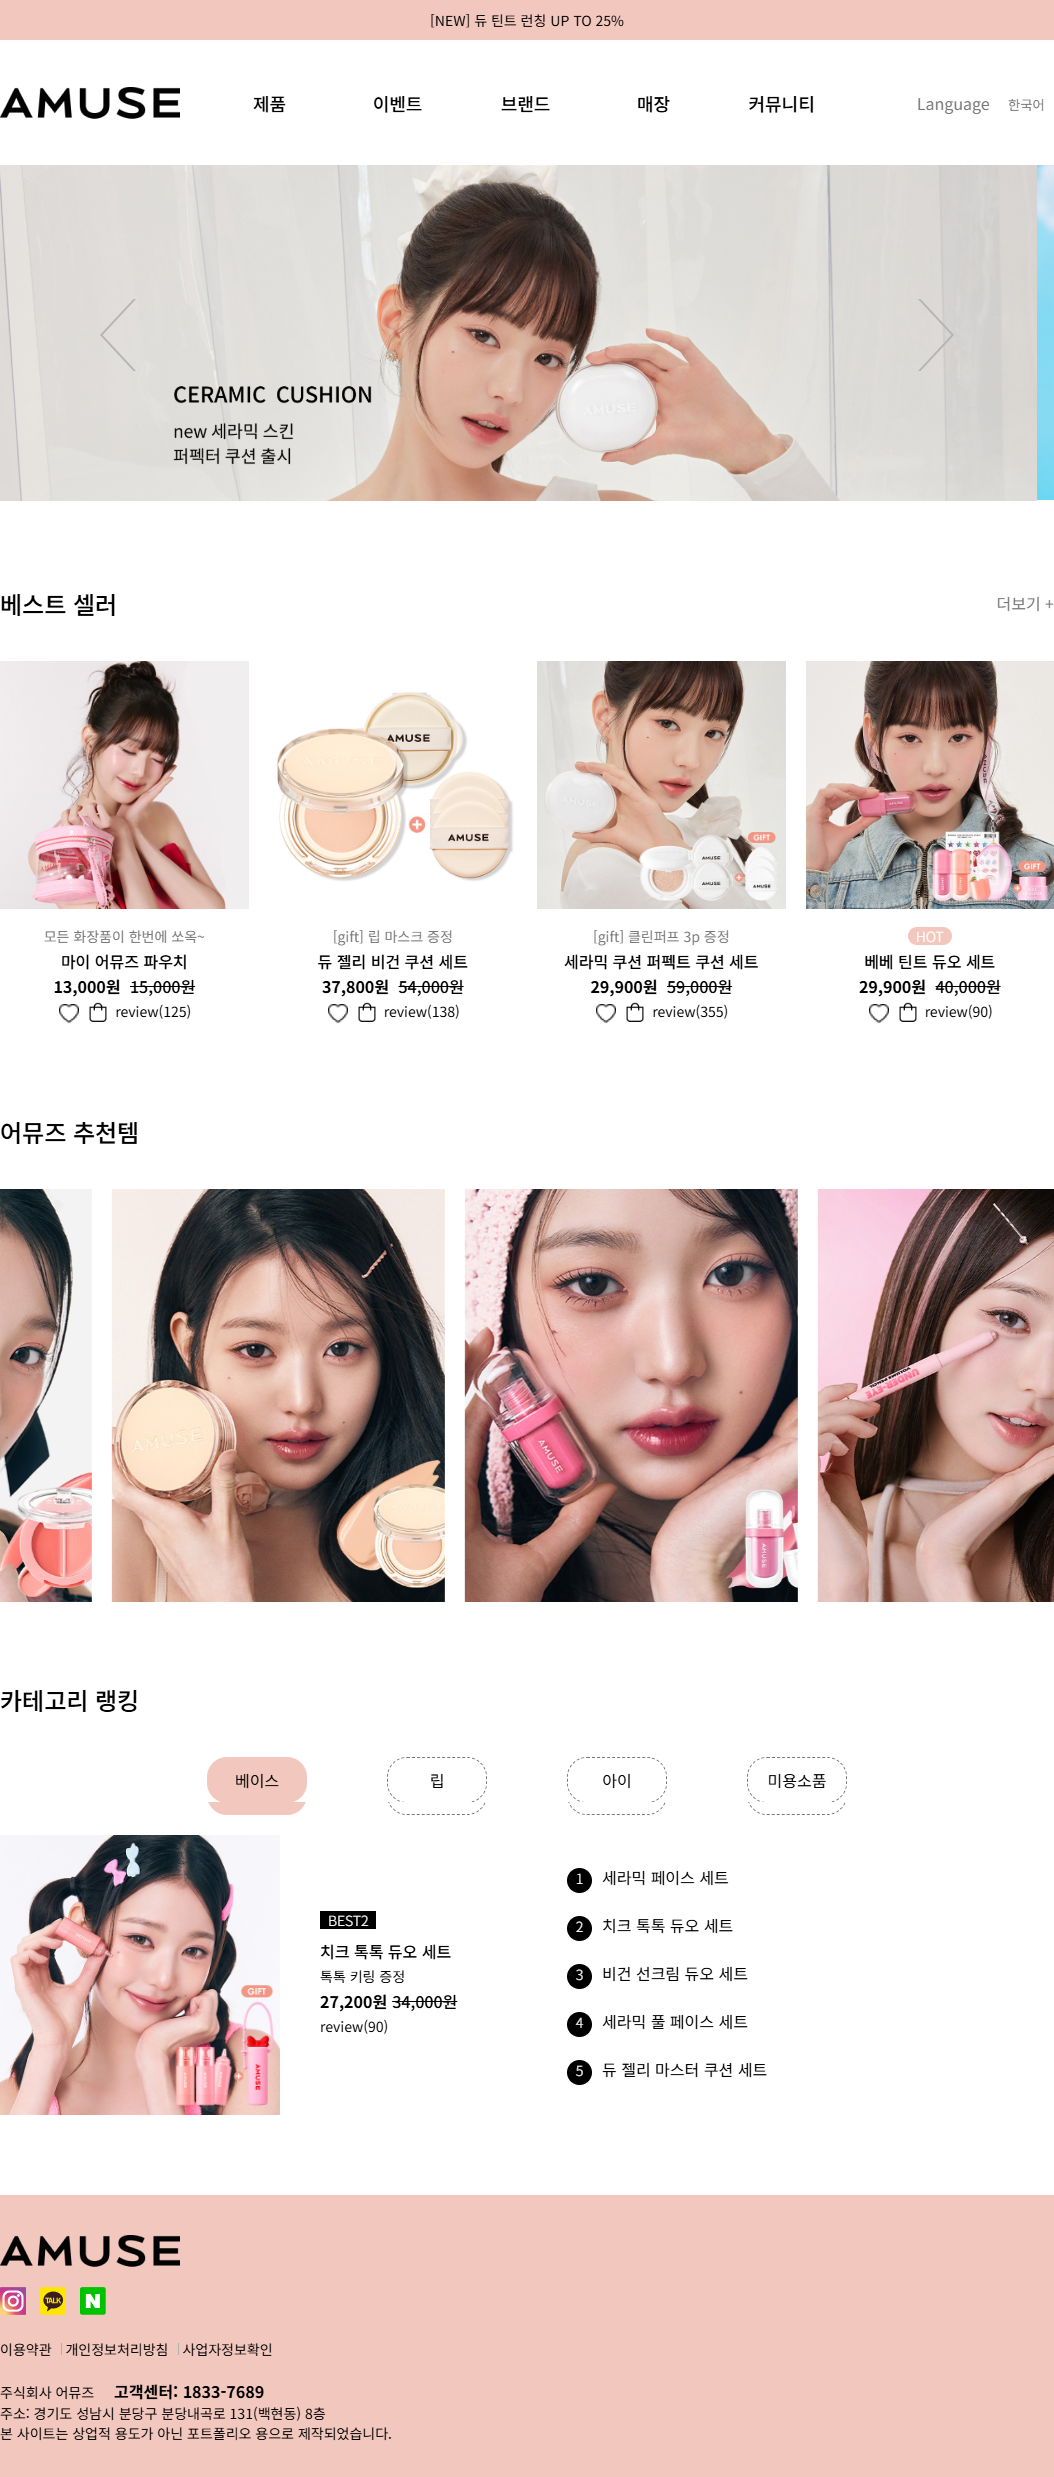 [NEW] 듀 틴트 런칭 UP TO 25%
AMUSE
제품
이벤트
브랜드
매장
커뮤니티
Language
한국어
AMUSE
CERAMIC CUSHION
new 세라믹 스킨
퍼펙터 쿠션 출시
베스트 셀러
더보기 +
AMUSE
AMUSE
AMUSE
GIFT
AMUSE
AMUSE
AMUSE
AMUSE
GIFT
모든 화장품이 한번에 쏘옥~
마이 어뮤즈 파우치
13,000원 15,000원
review(125)
[gift] 립 마스크 증정
듀 젤리 비건 쿠션 세트
37,800원 54,000원
review(138)
[gift] 클린퍼프 3p 증정
세라믹 쿠션 퍼펙트 쿠션 세트
29,900원 59,000원
review(355)
HOT
베베 틴트 듀오 세트
29,900원 40,000원
review(90)
어뮤즈 추천템
AMUSE
AMUSE
AMUSE
UNDER-EYE
카테고리 랭킹
베이스
립
아이
미용소품
GIFT
AMUSE
BEST2
치크 톡톡 듀오 세트
톡톡 키링 증정
27,200원 34,000원
review(90)
1 세라믹 페이스 세트
2 치크 톡톡 듀오 세트
3 비건 선크림 듀오 세트
4 세라믹 풀 페이스 세트
5 듀 젤리 마스터 쿠션 세트
AMUSE
TALK
N
이용약관 | 개인정보처리방침 | 사업자정보확인
주식회사 어뮤즈 고객센터: 1833-7689
주소: 경기도 성남시 분당구 분당내곡로 131(백현동) 8층
본 사이트는 상업적 용도가 아닌 포트폴리오 용으로 제작되었습니다.